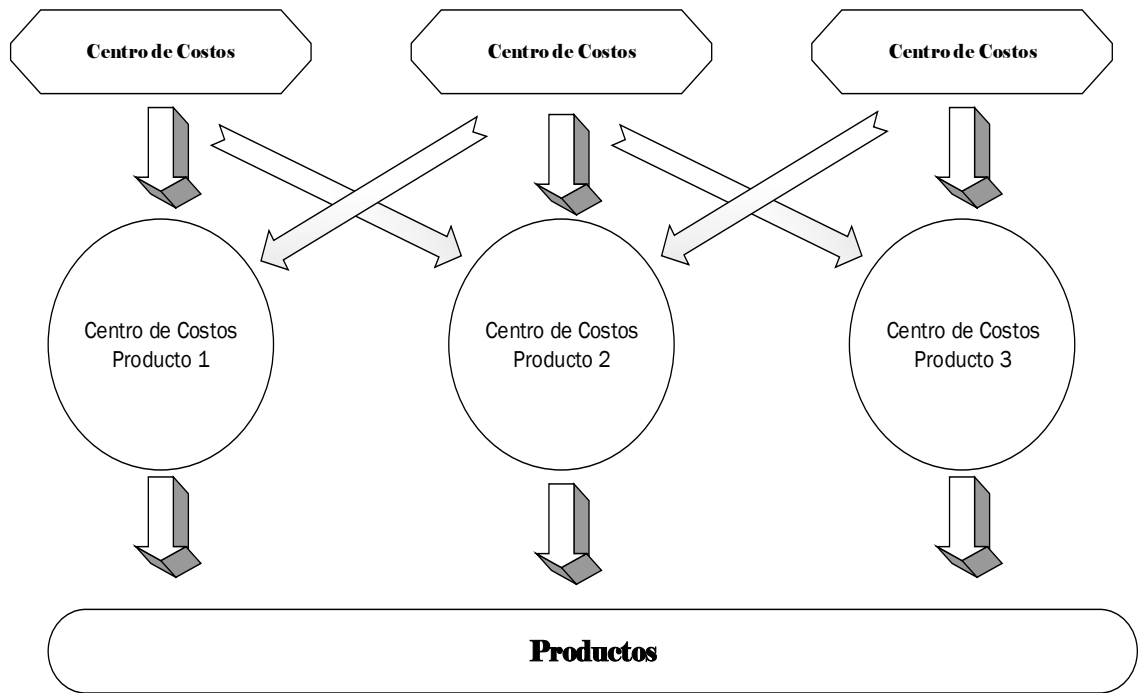 Centro de Costos
Centro de Costos
Centro de Costos
Centro de Costos
Producto 1
Centro de Costos
Producto 2
Centro de Costos
Producto 3
Productos